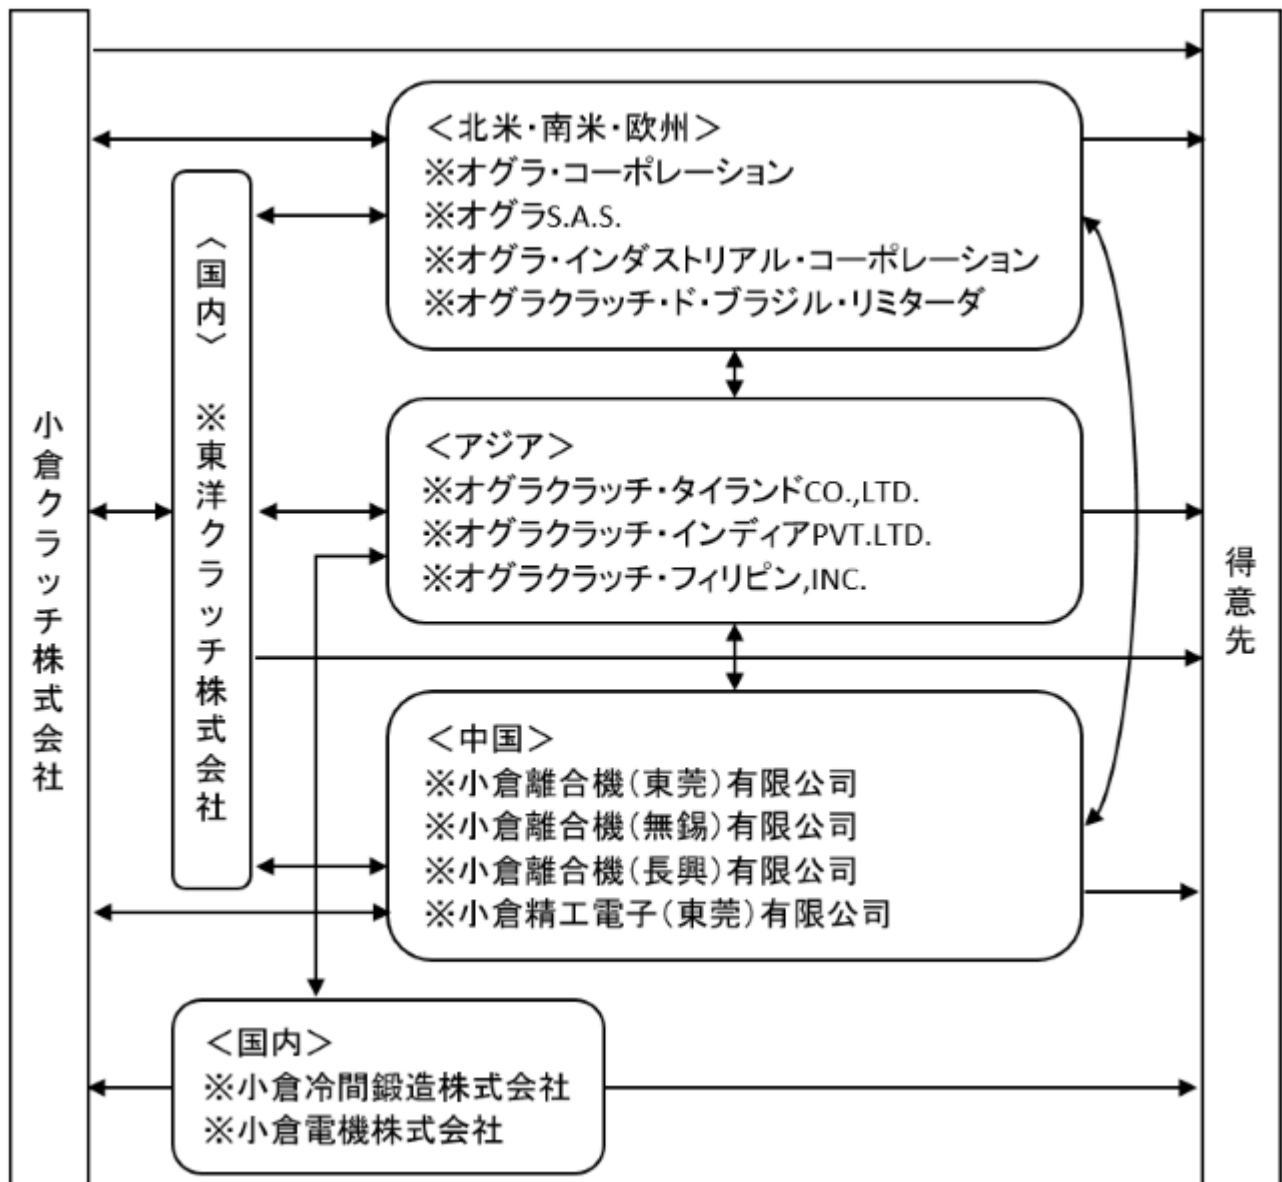 小倉クラッチ株式会社
〈国内〉 ※東洋クラッチ株式会社
＜北米・南米・欧州＞
※オグラ・コーポレーション
※オグラS.A.S.
※オグラ・インダストリアル・コーポレーション
※オグラクラッチ・ド・ブラジル・リミターダ
＜アジア＞
※オグラクラッチ・タイランドCO.,LTD.
※オグラクラッチ・インディアPVT.LTD.
※オグラクラッチ・フィリピン,INC.
＜中国＞
※小倉離合機（東莞）有限公司
※小倉離合機（無錫）有限公司
※小倉離合機（長興）有限公司
※小倉精工電子（東莞）有限公司
＜国内＞
※小倉冷間鍛造株式会社
※小倉電機株式会社
得意先